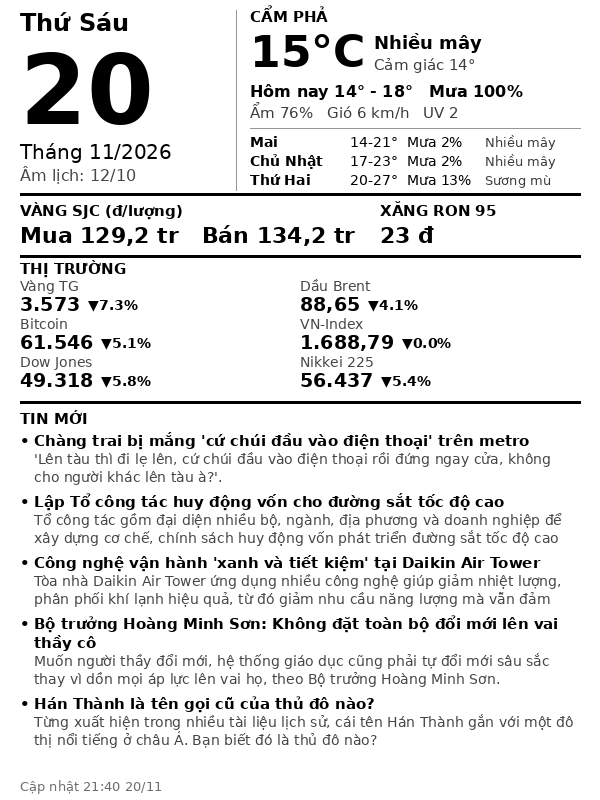 Thứ Sáu
20
Tháng 11/2026
Âm lịch: 12/10
CẨM PHẢ
15°C Nhiều mây
Cảm giác 14°
Hôm nay 14° - 18° Mưa 100%
Ẩm 76% Gió 6 km/h UV 2
Mai 14-21° Mưa 2% Nhiều mây
Chủ Nhật 17-23° Mưa 2% Nhiều mây
Thứ Hai 20-27° Mưa 13% Sương mù
VÀNG SJC (đ/lượng)
Mua 129,2 tr Bán 134,2 tr
XĂNG RON 95
23 đ
THỊ TRƯỜNG
Vàng TG
3.573 ▼7.3%
Dầu Brent
88,65 ▼4.1%
Bitcoin
61.546 ▼5.1%
VN-Index
1.688,79 ▼0.0%
Dow Jones
49.318 ▼5.8%
Nikkei 225
56.437 ▼5.4%
TIN MỚI
• Chàng trai bị mắng 'cứ chúi đầu vào điện thoại' trên metro
'Lên tàu thì đi lẹ lên, cứ chúi đầu vào điện thoại rồi đứng ngay cửa, không
cho người khác lên tàu à?'.
• Lập Tổ công tác huy động vốn cho đường sắt tốc độ cao
Tổ công tác gồm đại diện nhiều bộ, ngành, địa phương và doanh nghiệp để
xây dựng cơ chế, chính sách huy động vốn phát triển đường sắt tốc độ cao
• Công nghệ vận hành 'xanh và tiết kiệm' tại Daikin Air Tower
Tòa nhà Daikin Air Tower ứng dụng nhiều công nghệ giúp giảm nhiệt lượng,
phân phối khí lạnh hiệu quả, từ đó giảm nhu cầu năng lượng mà vẫn đảm
• Bộ trưởng Hoàng Minh Sơn: Không đặt toàn bộ đổi mới lên vai
thầy cô
Muốn người thầy đổi mới, hệ thống giáo dục cũng phải tự đổi mới sâu sắc
thay vì dồn mọi áp lực lên vai họ, theo Bộ trưởng Hoàng Minh Sơn.
• Hán Thành là tên gọi cũ của thủ đô nào?
Từng xuất hiện trong nhiều tài liệu lịch sử, cái tên Hán Thành gắn với một đô
thị nổi tiếng ở châu Á. Bạn biết đó là thủ đô nào?
Cập nhật 21:40 20/11